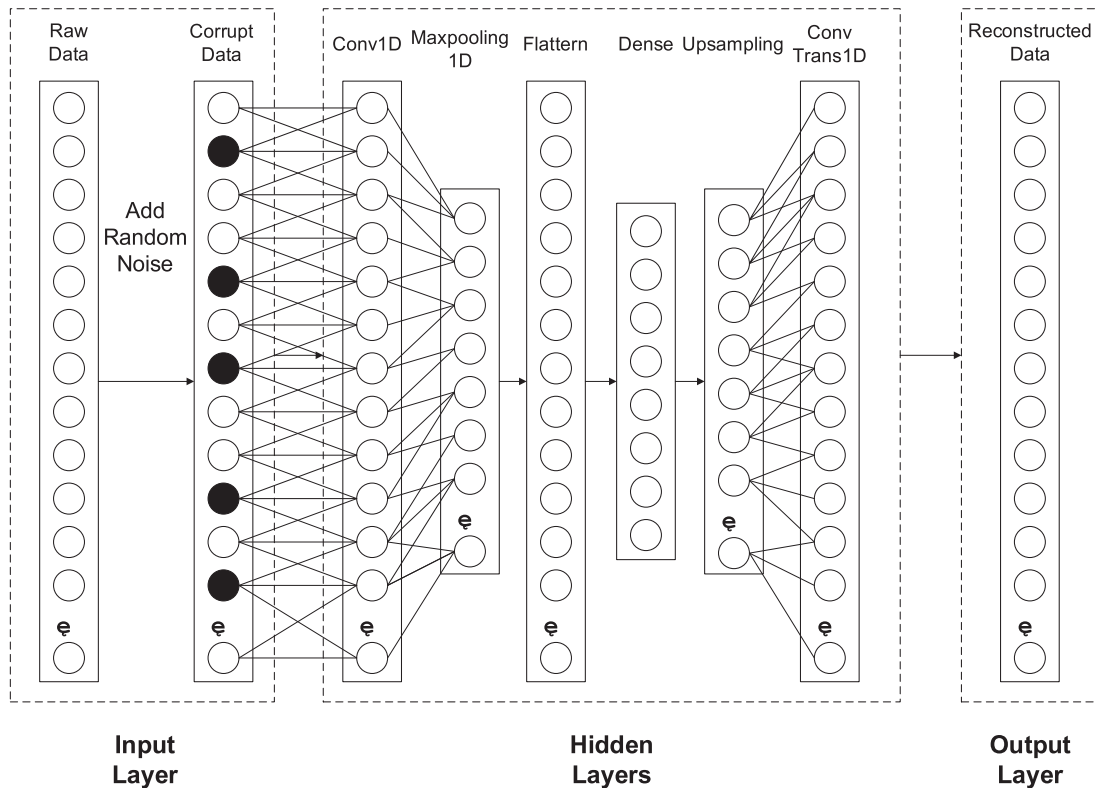 Raw
Data
Corrupt
Data
Conv1D
Maxpooling
1D
Flattern
Dense
Upsampling
Conv
Trans1D
Reconstructed
Data
Add
Random
Noise
ę
ę
ę
ę
ę
ę
ę
ę
Input
Layer
Hidden
Layers
Output
Layer